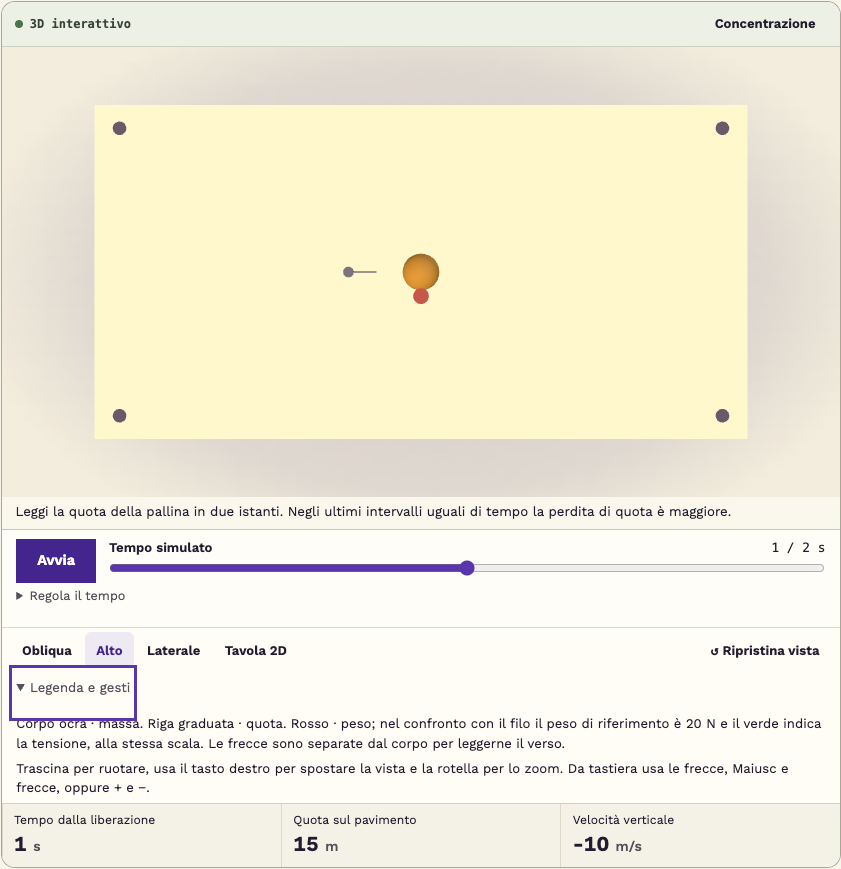 3D interattivo
Concentrazione
Leggi la quota della pallina in due istanti. Negli ultimi intervalli uguali di tempo la perdita di quota è maggiore.
Avvia
Tempo simulato
1 / 2 s
▶ Regola il tempo
Obliqua Alto Laterale Tavola 2D
↺ Ripristina vista
▼ Legenda e gesti
Corpo ocra · massa. Riga graduata · quota. Rosso · peso; nel confronto con il filo il peso di riferimento è 20 N e il verde indica
la tensione, alla stessa scala. Le frecce sono separate dal corpo per leggerne il verso.
Trascina per ruotare, usa il tasto destro per spostare la vista e la rotella per lo zoom. Da tastiera usa le frecce, Maiusc e
frecce, oppure + e −.
Tempo dalla liberazione
1 s
Quota sul pavimento
15 m
Velocità verticale
-10 m/s